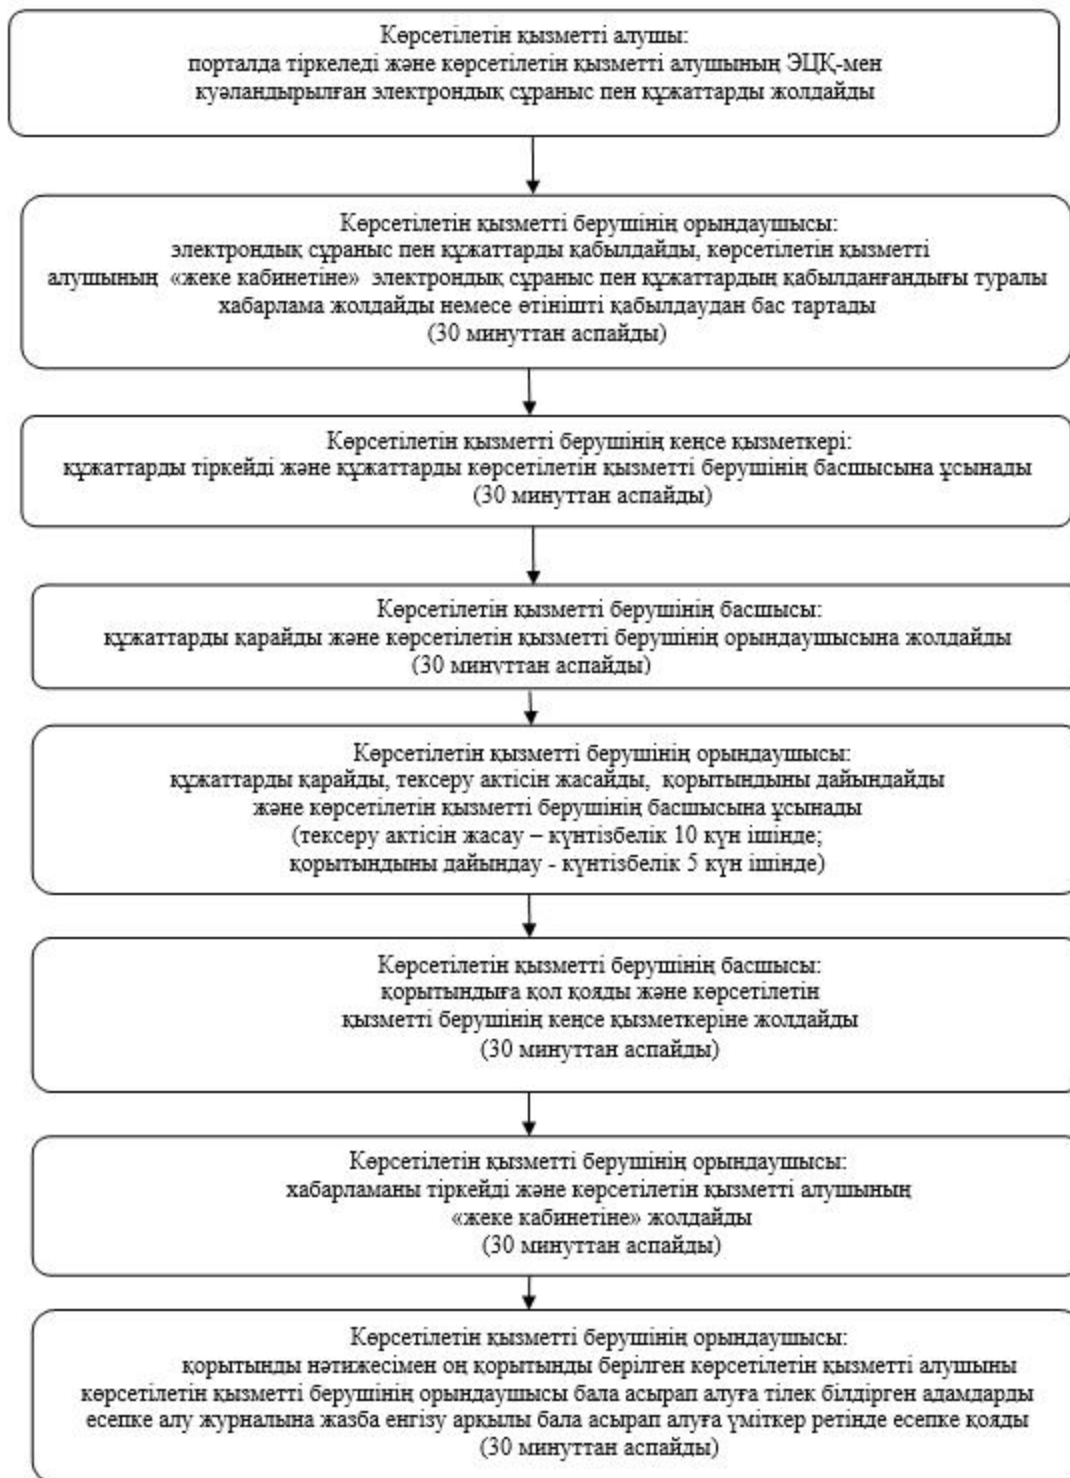 Көрсетілетін қызметті алушы:
порталда тіркеледі және көрсетілетін қызметті алушының ЭЦҚ-мен
куәландырылған электрондық сұраныс пен құжаттарды жолдайды
Көрсетілетін қызметті берушінің орындаушысы:
электрондық сұраныс пен құжаттарды қабылдайды, көрсетілетін қызметті
алушының «жеке кабинетіне» электрондық сұраныс пен құжаттардың қабылданғандығы туралы
хабарлама жолдайды немесе өтінішті қабылдаудан бас тартады
(30 минуттан аспайды)
Көрсетілетін қызметті берушінің кеңсе қызметкері:
құжаттарды тіркейді және құжаттарды көрсетілетін қызметті берушінің басшысына ұсынады
(30 минуттан аспайды)
Көрсетілетін қызметті берушінің басшысы:
құжаттарды қарайды және көрсетілетін қызметті берушінің орындаушысына жолдайды
(30 минуттан аспайды)
Көрсетілетін қызметті берушінің орындаушысы:
құжаттарды қарайды, тексеру актісін жасайды, қорытындыны дайындайды
және көрсетілетін қызметті берушінің басшысына ұсынады
(тексеру актісін жасау – күнтізбелік 10 күн ішінде;
қорытындыны дайындау - күнтізбелік 5 күн ішінде)
Көрсетілетін қызметті берушінің басшысы:
қорытындыға қол қояды және көрсетілетін
қызметті берушінің кеңсе қызметкеріне жолдайды
(30 минуттан аспайды)
Көрсетілетін қызметті берушінің орындаушысы:
хабарламаны тіркейді және көрсетілетін қызметті алушының
«жеке кабинетіне» жолдайды
(30 минуттан аспайды)
Көрсетілетін қызметті берушінің орындаушысы:
қорытынды нәтижесімен оң қорытынды берілген көрсетілетін қызметті алушыны
көрсетілетін қызметті берушінің орындаушысы бала асырап алуға тілек білдірген адамдарды
есепке алу журналына жазба енгізу арқылы бала асырап алуға үміткер ретінде есепке қояды
(30 минуттан аспайды)